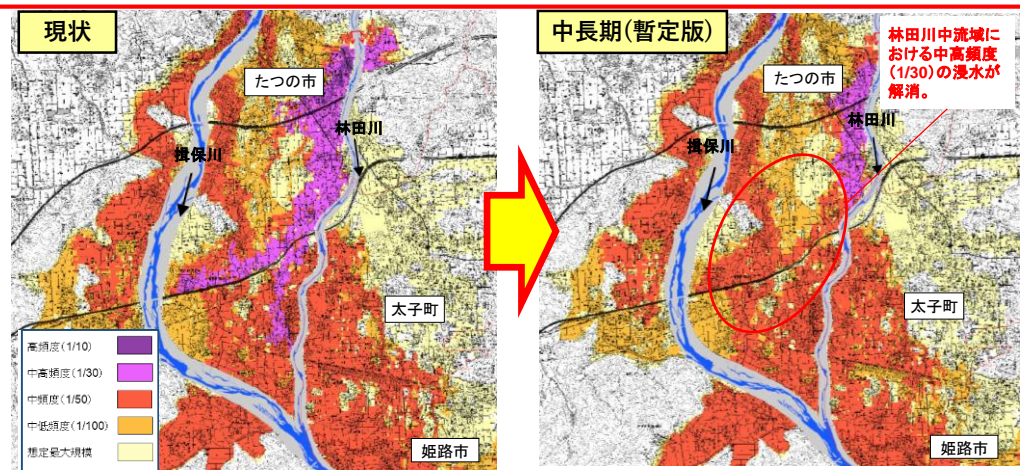 現状
たつの市
林田川
揖保川
太子町
姫路市
高頻度(1/10)
中高頻度(1/30)
中頻度(1/50)
中低頻度(1/100)
想定最大規模
中長期(暫定版)
林田川中流域に
おける中高頻度
(1/30)の浸水が
解消。
たつの市
林田川
揖保川
太子町
姫路市